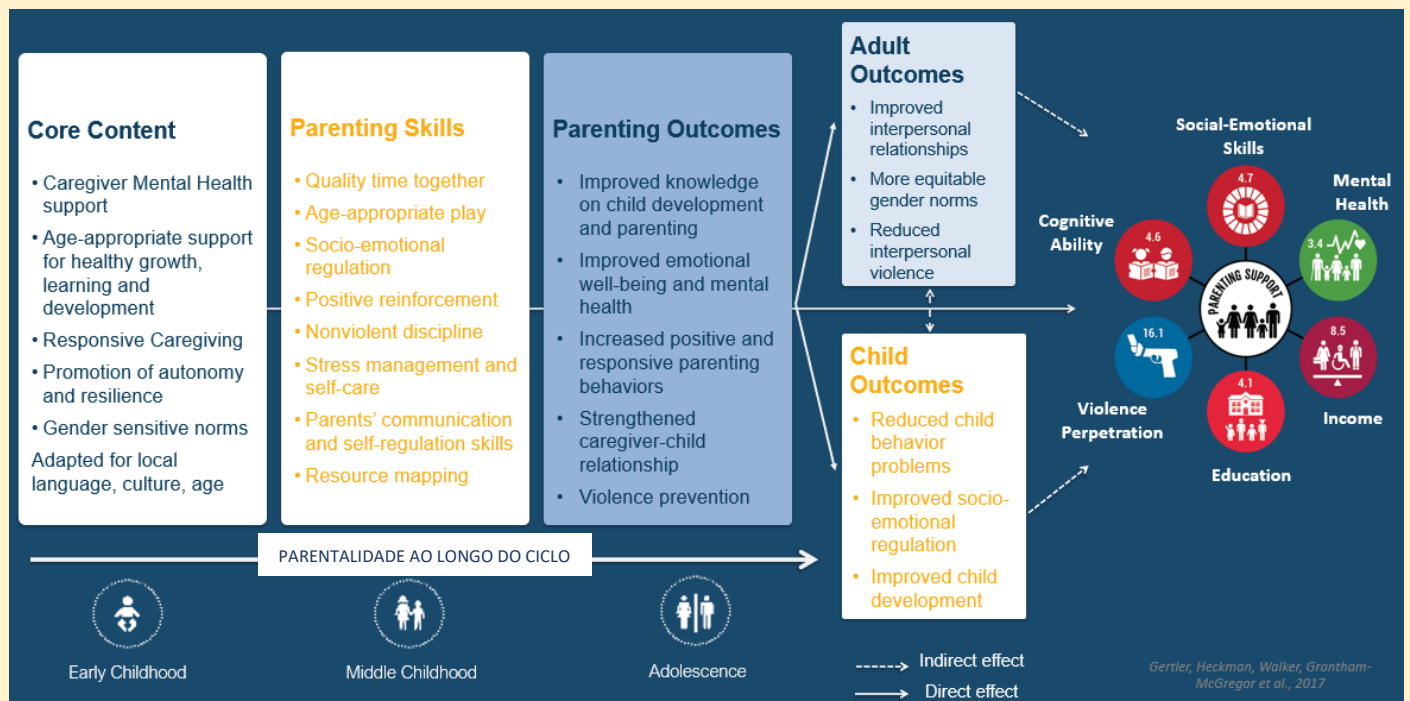 Core Content
• Caregiver Mental Health
support
• Age-appropriate support
for healthy growth,
learning and
development
• Responsive Caregiving
• Promotion of autonomy
and resilience
• Gender sensitive norms
Adapted for local
language, culture, age
Parenting Skills
• Quality time together
• Age-appropriate play
• Socio-emotional
regulation
• Positive reinforcement
• Nonviolent discipline
• Stress management and
self-care
• Parents’ communication
and self-regulation skills
• Resource mapping
Parenting Outcomes
• Improved knowledge
on child development
and parenting
• Improved emotional
well-being and mental
health
• Increased positive and
responsive parenting
behaviors
• Strengthened
caregiver-child
relationship
• Violence prevention
Adult
Outcomes
• Improved
interpersonal
relationships
• More equitable
gender norms
• Reduced
interpersonal
violence
Child
Outcomes
• Reduced child
behavior
problems
• Improved socio-
emotional
regulation
• Improved child
development
Social-Emotional
Skills
4.7
Mental
Health
3.4
Cognitive
Ability
4.6
PARENTING SUPPORT
16.1
Violence
Perpetration
8.5
Income
4.1
Education
PARENTALIDADE AO LONGO DO CICLO
Early Childhood
Middle Childhood
Adolescence
Indirect effect
Direct effect
Gertler, Heckman, Walker, Grantham-
McGregor et al., 2017